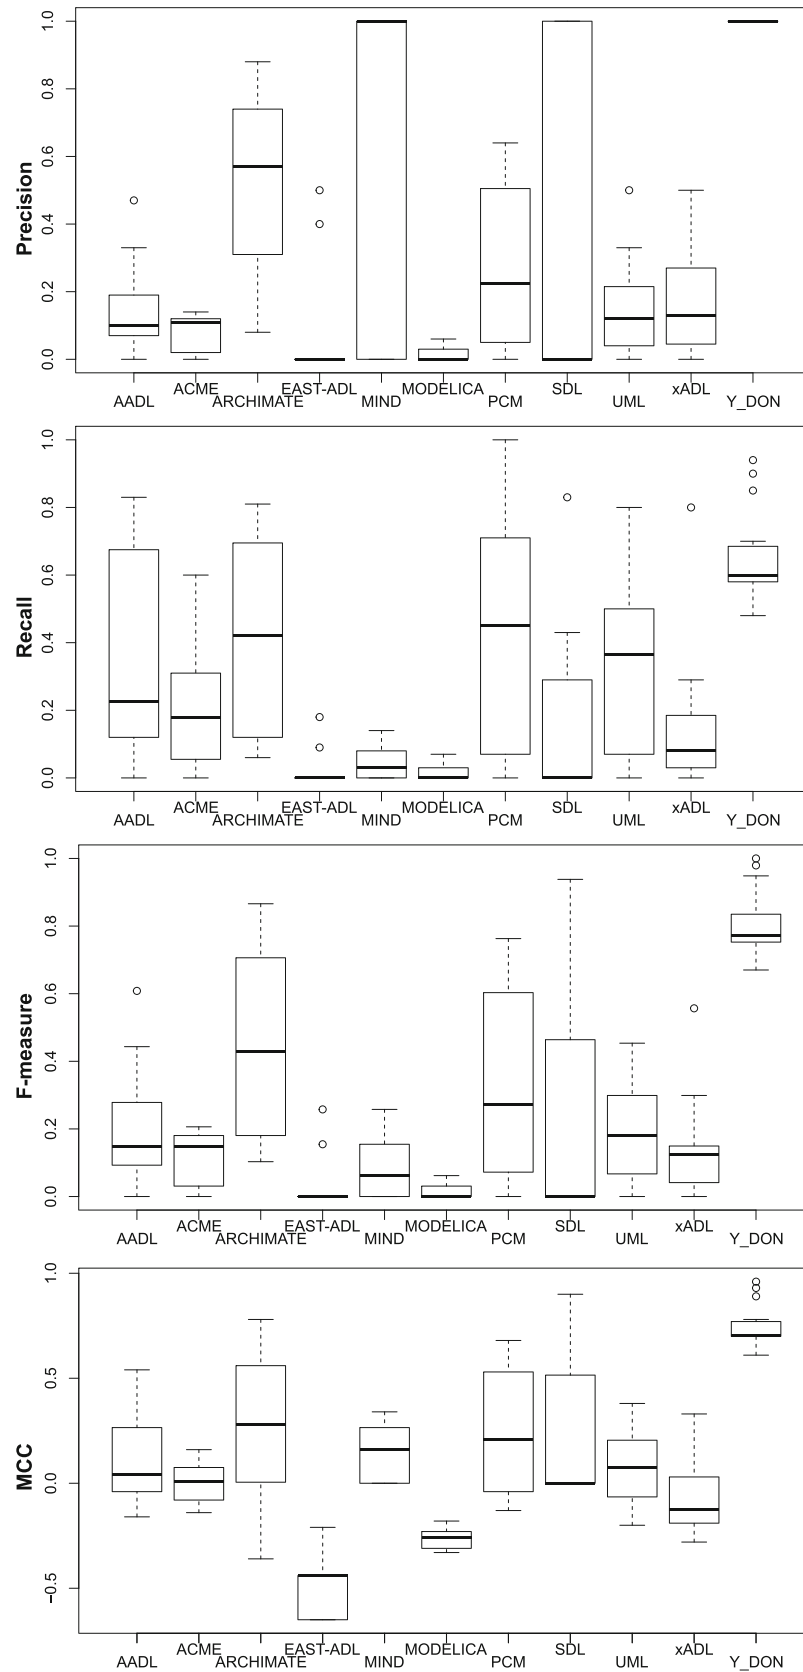 Precision
1.0
0.8
0.6
0.4
0.2
0.0
AADL ACME ARCHIMATE EAST-ADL MIND MODELICA PCM SDL UML xADL Y_DON
Recall
1.0
0.8
0.6
0.4
0.2
0.0
AADL ACME ARCHIMATE EAST-ADL MIND MODELICA PCM SDL UML xADL Y_DON
F-measure
1.0
0.8
0.6
0.4
0.2
0.0
AADL ACME ARCHIMATE EAST-ADL MIND MODELICA PCM SDL UML xADL Y_DON
MCC
1.0
0.5
0.0
−0.5
AADL ACME ARCHIMATE EAST-ADL MIND MODELICA PCM SDL UML xADL Y_DON